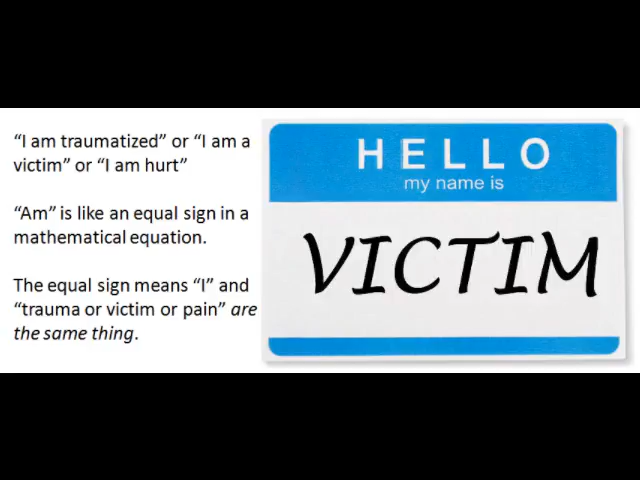 “I am traumatized” or “I am a
victim” or “I am hurt”
“Am” is like an equal sign in a
mathematical equation.
The equal sign means “I” and
“trauma or victim or pain” are
the same thing.
HELLO
my name is
VICTIM